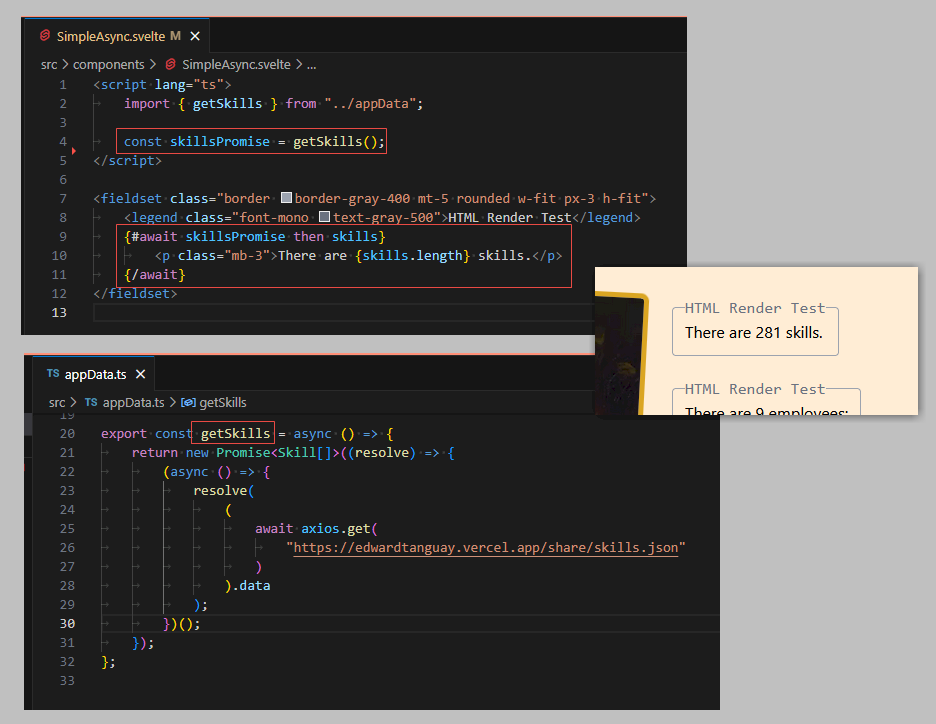 SimpleAsync.svelte M
src > components > SimpleAsync.svelte > ...
1 <script lang="ts">
2 import { getSkills } from "../appData";
3
4 const skillsPromise = getSkills();
5 </script>
6
7 <fieldset class="border border-gray-400 mt-5 rounded w-fit px-3 h-fit">
8 <legend class="font-mono text-gray-500">HTML Render Test</legend>
9 {#await skillsPromise then skills}
10 <p class="mb-3">There are {skills.length} skills.</p>
11 {/await}
12 </fieldset>
13
HTML Render Test
There are 281 skills.
HTML Render Test
There are 9 employees:
TS appData.ts
src > TS appData.ts > getSkills
19
20 export const getSkills = async () => {
21 return new Promise<Skill[]>((resolve) => {
22 (async () => {
23 resolve(
24 (
25 await axios.get(
26 "https://edwardtanguay.vercel.app/share/skills.json"
27 )
28 ).data
29 );
30 })();
31 });
32 };
33